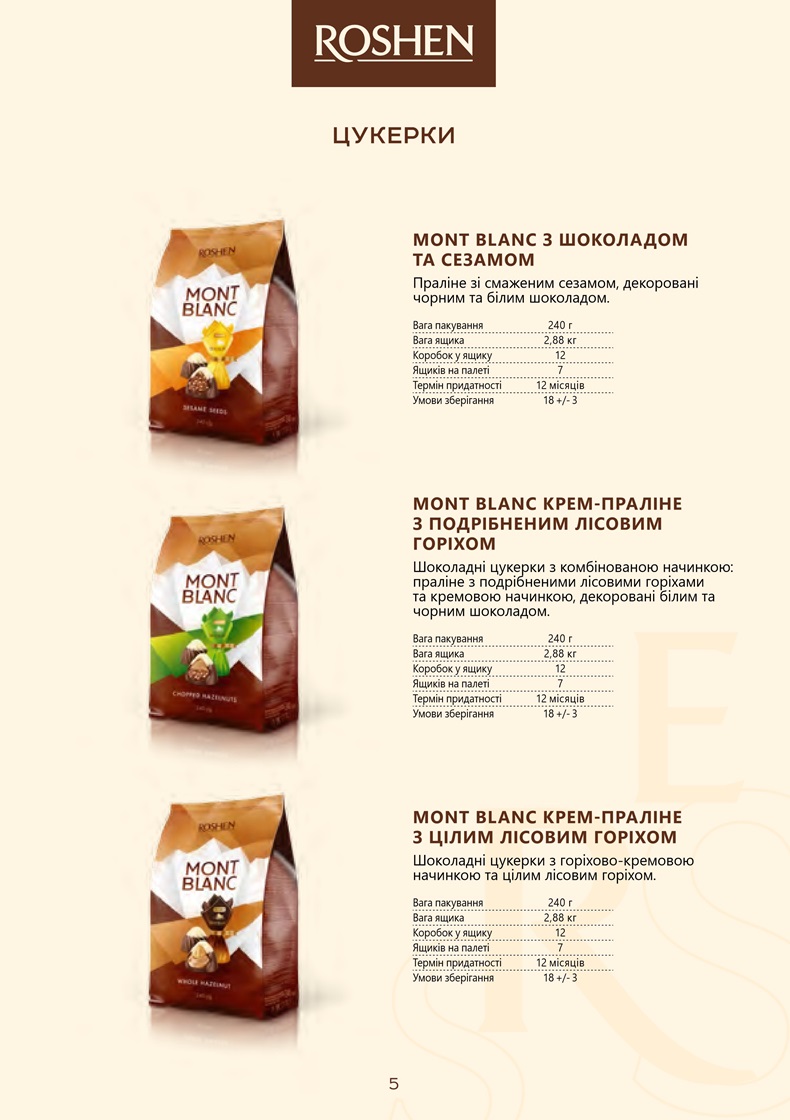 ROSHEN
ЦУКЕРКИ
ROSHEN
MONT
BLANC
SESAME SEEDS
MONT BLANC З ШОКОЛАДОМ
ТА СЕЗАМОМ
Праліне зі смаженим сезамом, декоровані
чорним та білим шоколадом.
Вага пакування 240 г
Вага ящика 2,88 кг
Коробок у ящику 12
Ящиків на палеті 7
Термін придатності 12 місяців
Умови зберігання 18 +/- 3
ROSHEN
MONT
BLANC
CHOPPED HAZELNUTS
MONT BLANC КРЕМ-ПРАЛІНЕ
З ПОДРІБНЕНИМ ЛІСОВИМ
ГОРІХОМ
Шоколадні цукерки з комбінованою начинкою:
праліне з подрібненими лісовими горіхами
та кремовою начинкою, декоровані білим та
чорним шоколадом.
Вага пакування 240 г
Вага ящика 2,88 кг
Коробок у ящику 12
Ящиків на палеті 7
Термін придатності 12 місяців
Умови зберігання 18 +/- 3
ROSHEN
MONT
BLANC
WHOLE HAZELNUT
MONT BLANC КРЕМ-ПРАЛІНЕ
З ЦІЛИМ ЛІСОВИМ ГОРІХОМ
Шоколадні цукерки з горіхово-кремовою
начинкою та цілим лісовим горіхом.
Вага пакування 240 г
Вага ящика 2,88 кг
Коробок у ящику 12
Ящиків на палеті 7
Термін придатності 12 місяців
Умови зберігання 18 +/- 3
5